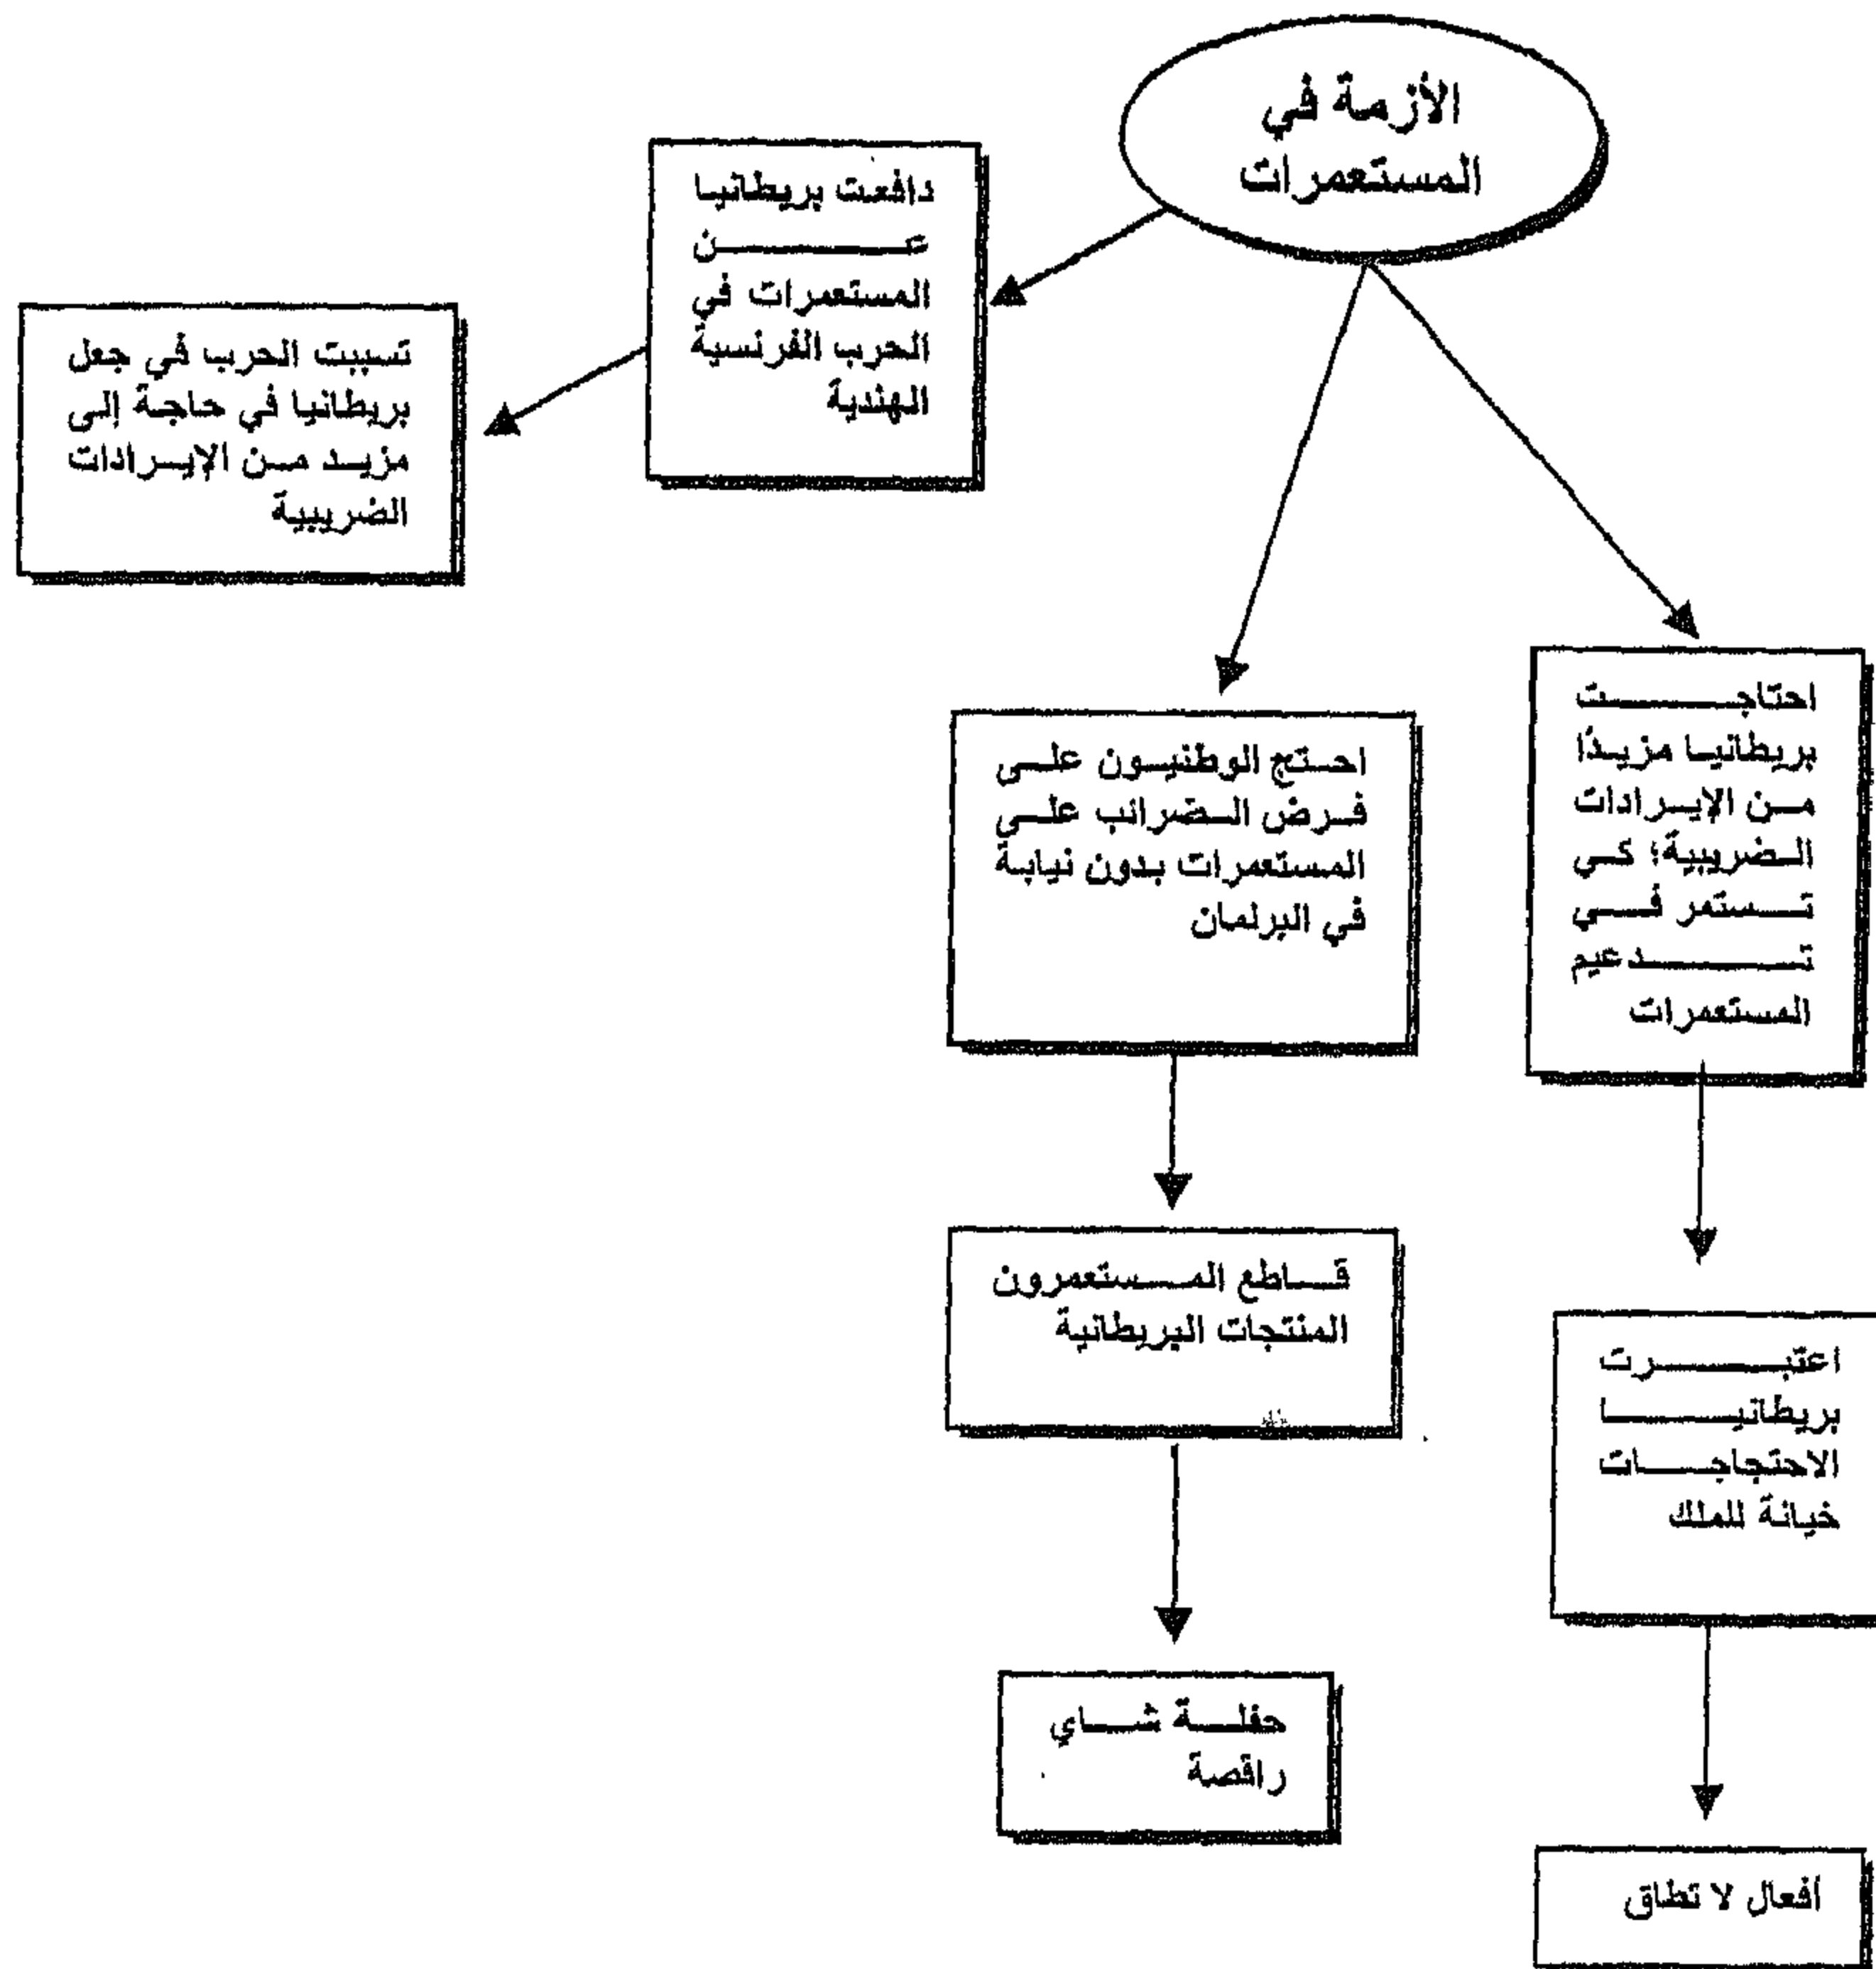 الأزمة في
المستعمرات
دافعت بريطانيا
عن
المستعمرات في
الحرب الفرنسية
الهندية
تسببت الحرب في جعل
بريطانيا في حاجة إلى
مزيد من الإيرادات
الضريبية
احتاجت
بريطانيا مزيدًا
من الإيرادات
الضريبية؛ كي
تستمر في
تدعيم
المستعمرات
احتج الوطنيون على
فرض الضرائب على
المستعمرات بدون نيابة
في البرلمان
قاطع المستعمرون
المنتجات البريطانية
اعتبرت
بريطانيا
الاحتجاجات
خيانة للملك
حفلة شاي
راقصة
أفعال لا تطاق